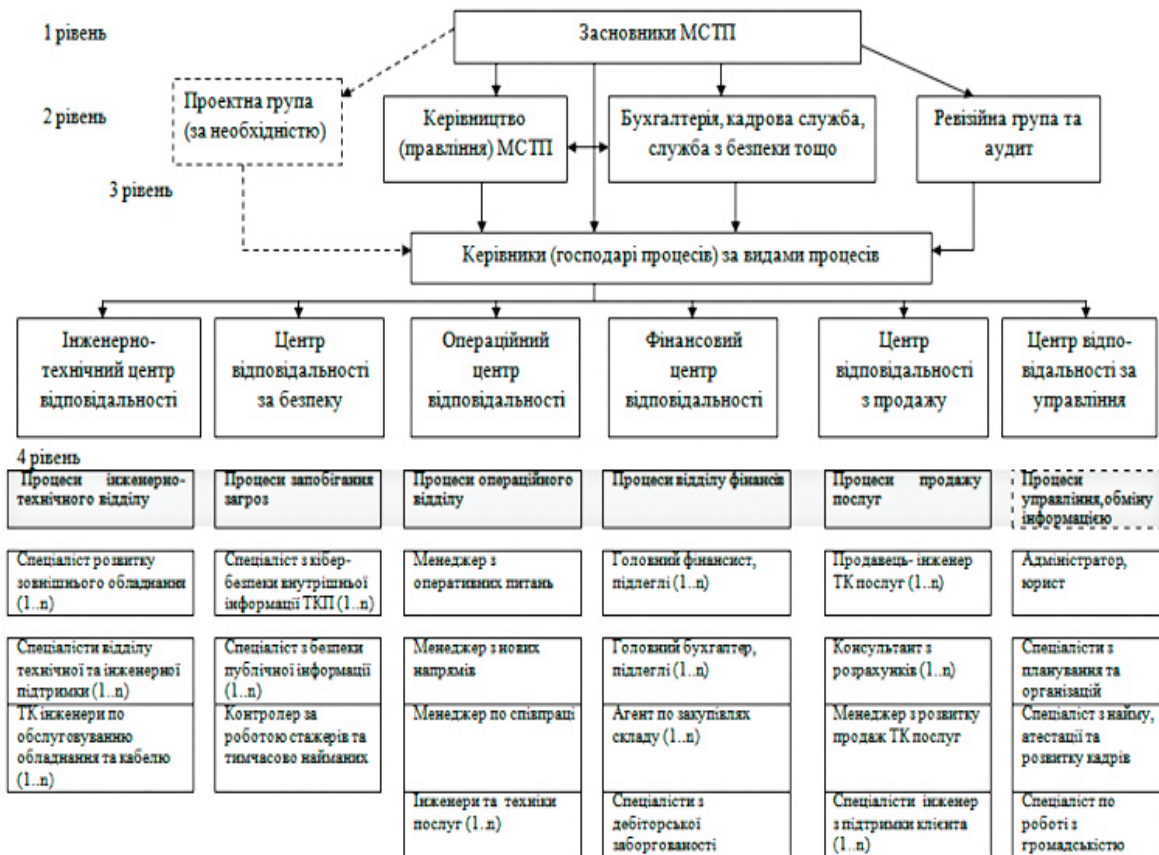 1 рівень
Засновники МСТП
2 рівень
Проектна група
(за необхідністю)
Керівництво
(правління) МСТП
Бухгалтерія, кадрова служба,
служба з безпеки тощо
Ревізійна група та
аудит
3 рівень
Керівники (господарі процесів) за видами процесів
Інженерно-
технічний центр
відповідальності
Центр
відповідальності
за безпеку
Операційний
центр
відповідальності
Фінансовий
центр
відповідальності
Центр
відповідальності
з продажу
Центр відпо-
відальності за
управління
4 рівень
Процеси інженерно-
технічного відділу
Процеси запобігання
загроз
Процеси операційного
відділу
Процеси відділу фінансів
Процеси продажу
послуг
Процеси
управління,обміну
інформацією
Спеціаліст розвитку
зовнішнього обладнання
(1..n)
Спеціаліст з кібер-
безпеки внутрішньої
інформації ТКП (1..n)
Менеджер з
оперативних питань
Головний фінансист,
підлеглі (1..n)
Продавець- інженер
ТК послуг (1..n)
Адміністратор,
юрист
Спеціалісти відділу
технічної та інженерної
підтримки (1..n)
Спеціаліст з безпеки
публічної інформації
(1..n)
Менеджер з нових
напрямів
Головний бухгалтер,
підлеглі (1..n)
Консультант з
розрахунків (1..n)
Спеціалісти з
планування та
організацій
ТК інженери по
обслуговуванню
обладнання та кабелю
(1..n)
Контролер за
роботою стажерів та
тимчасово найманих
Менеджер по співпраці
Агент по закупівлях
складу (1..n)
Менеджер з розвитку
продаж ТК послуг
Спеціаліст з найму,
атестації та
розвитку кадрів
Інженери та техніки
послуг (1..n)
Спеціалісти з
дебіторської
заборгованості
Спеціалісти інженер
з підтримки клієнта
(1..n)
Спеціаліст по
роботі з
громадськістю